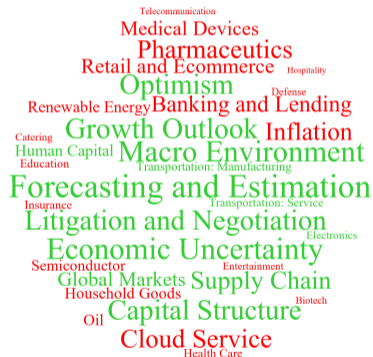 Telecommunication
Medical Devices
Pharmaceutics
Retail and Ecommerce
Hospitality
Optimism
Defense
Renewable Energy
Banking and Lending
Growth Outlook
Inflation
Catering
Human Capital
Macro Environment
Education
Transportation: Manufacturing
Forecasting and Estimation
Insurance
Transportation: Service
Litigation and Negotiation
Electronics
Economic Uncertainty
Semiconductor
Entertainment
Global Markets
Supply Chain
Household Goods
Biotech
Oil
Capital Structure
Cloud Service
Health Care